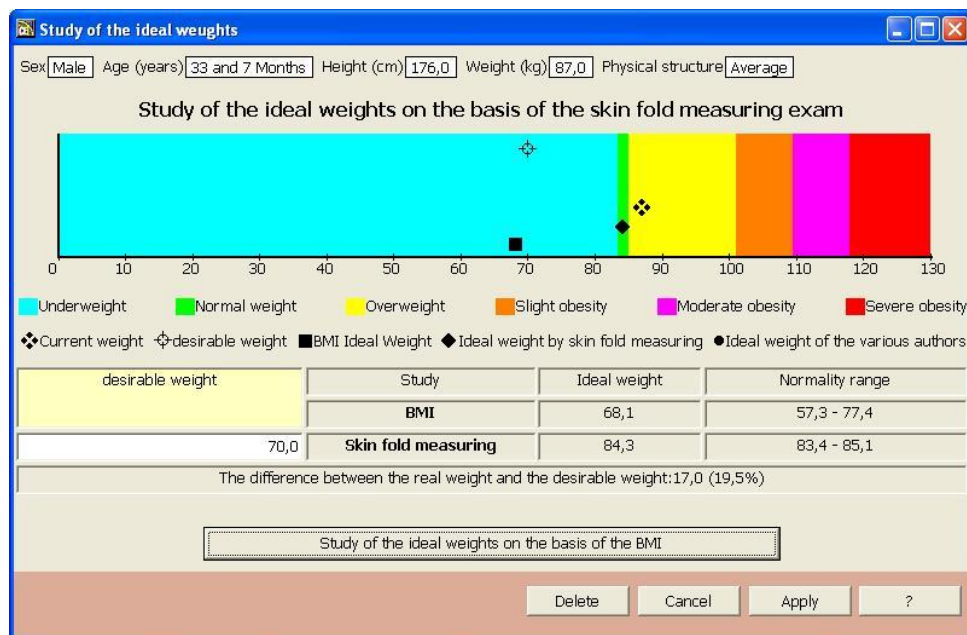 Study of the ideal weughts
Sex Male Age (years) 33 and 7 Months Height (cm) 176,0 Weight (kg) 87,0 Physical structure Average
Study of the ideal weights on the basis of the skin fold measuring exam
0 10 20 30 40 50 60 70 80 90 100 110 120 130
Underweight Normal weight Overweight Slight obesity Moderate obesity Severe obesity
Current weight desirable weight BMI Ideal Weight Ideal weight by skin fold measuring Ideal weight of the various authors
desirable weight Study Ideal weight Normality range
BMI 68,1 57,3 - 77,4
70,0 Skin fold measuring 84,3 83,4 - 85,1
The difference between the real weight and the desirable weight:17,0 (19,5%)
Study of the ideal weights on the basis of the BMI
Delete Cancel Apply ?